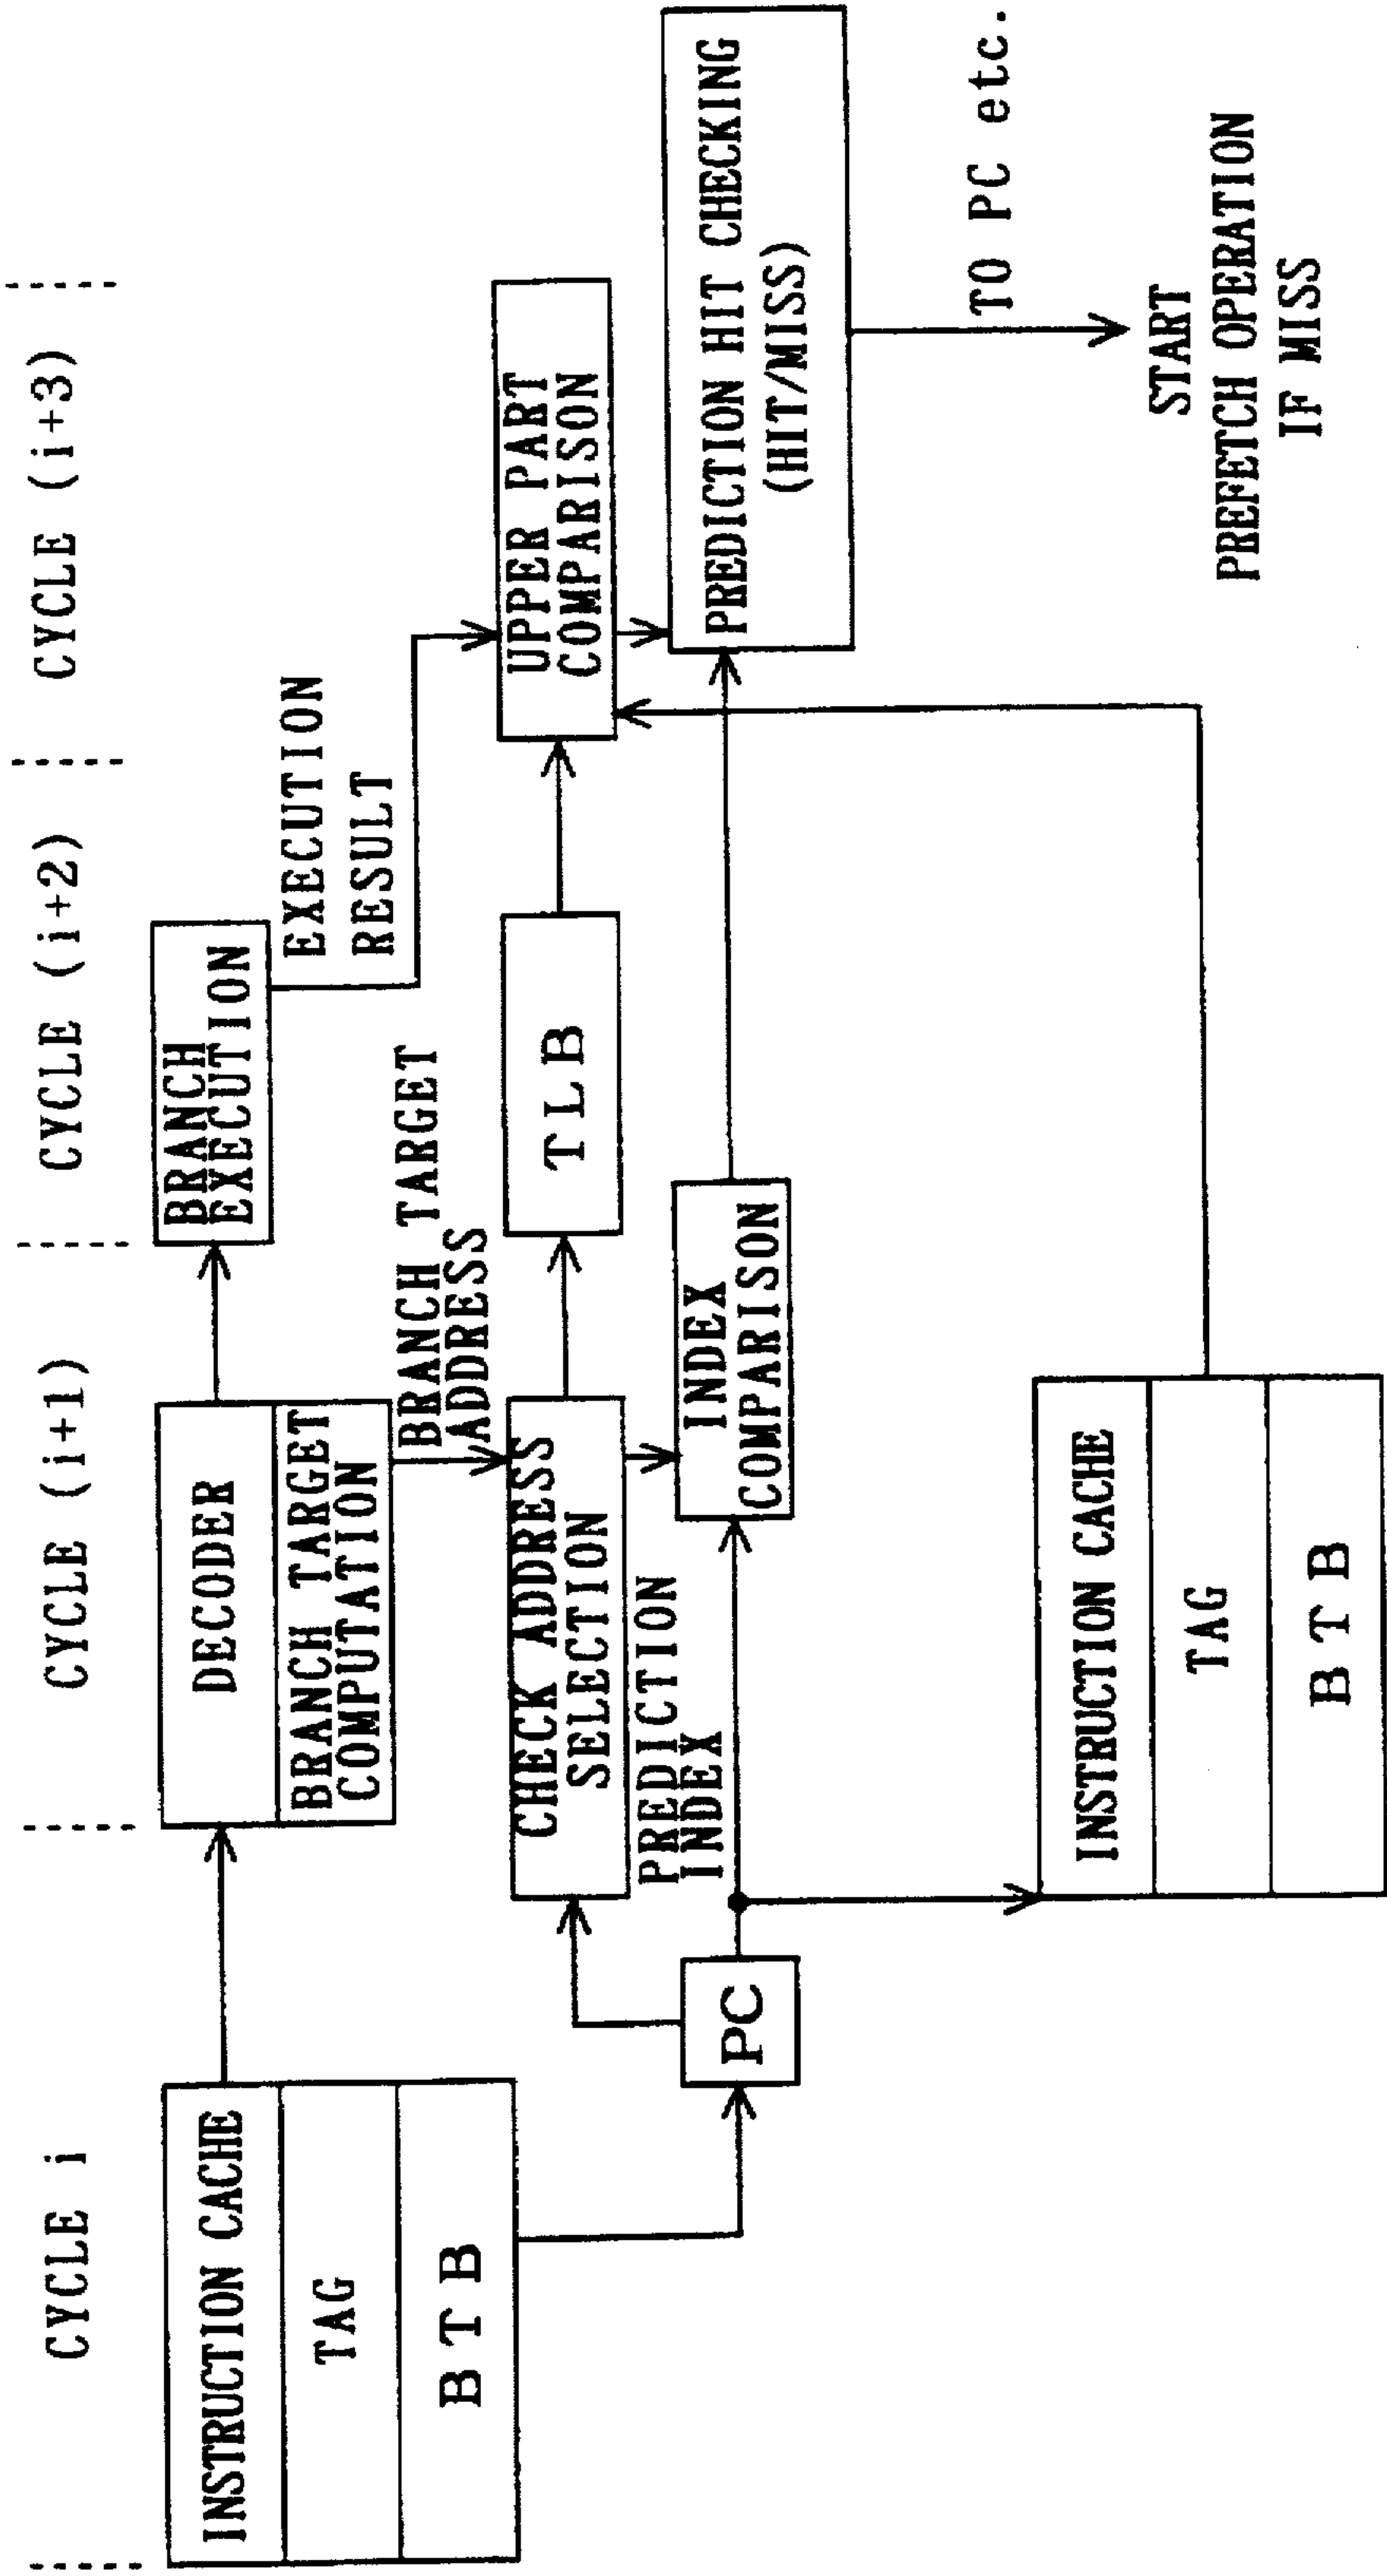 CYCLE i
CYCLE (i+1)
CYCLE (i+2)
CYCLE (i+3)
INSTRUCTION CACHE
TAG
B T B
DECODER
BRANCH TARGET
COMPUTATION
BRANCH
EXECUTION
EXECUTION
RESULT
BRANCH TARGET
ADDRESS
CHECK ADDRESS
SELECTION
T L B
UPPER PART
COMPARISON
PREDICTION
INDEX
PC
INDEX
COMPARISON
PREDICTION HIT CHECKING
(HIT/MISS)
TO PC etc.
INSTRUCTION CACHE
TAG
B T B
START
PREFETCH OPERATION
IF MISS